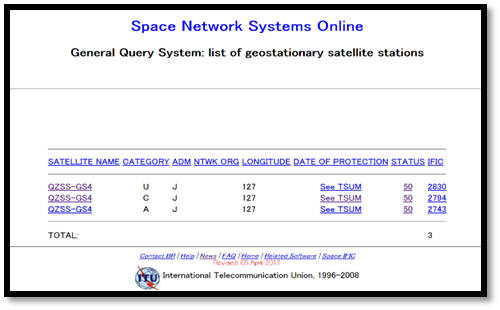 Space Network Systems Online
General Query System: list of geostationary satellite stations
SATELLITE NAME CATEGORY ADM NTWK ORG LONGITUDE DATE OF PROTECTION STATUS IFIC
QZSS-GS4 U J 127 See TSUM 50 2830
QZSS-GS4 C J 127 See TSUM 50 2794
QZSS-GS4 A J 127 See TSUM 50 2743
TOTAL: 3
Contact BR / Help / News / FAQ / Home / Related Software / Space IFIC
Revised: 05 April 2017
International Telecommunication Union, 1996-2008